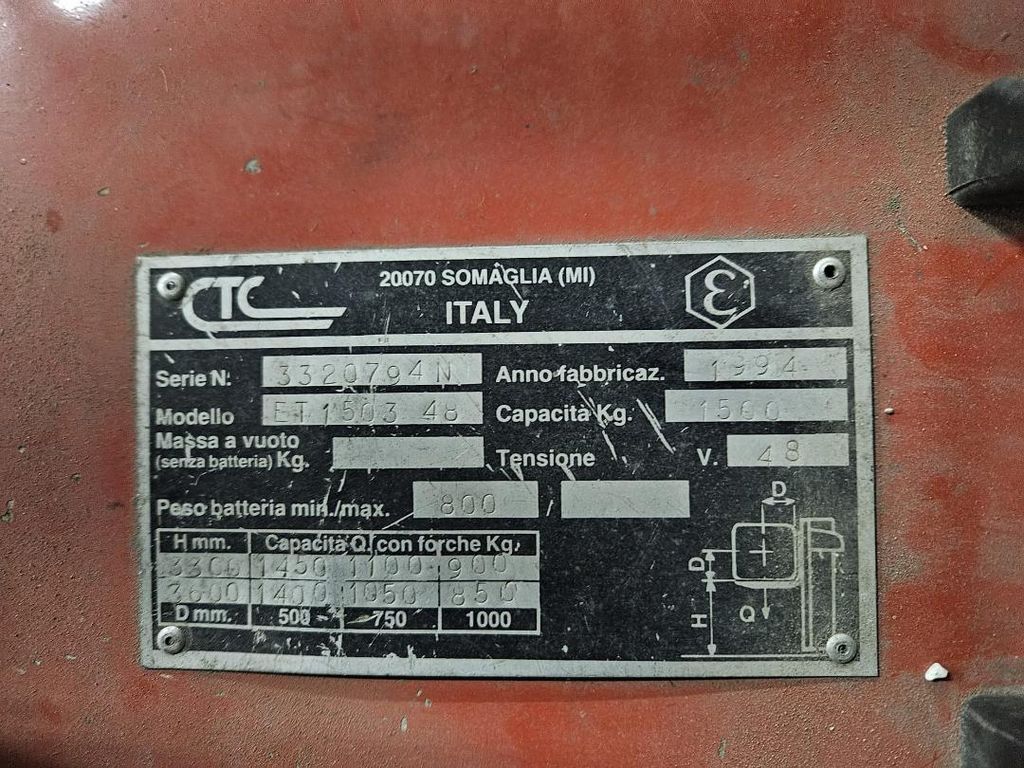 CTC
20070 SOMAGLIA (MI)
ITALY
Ɛ
Serie N. 3320794N Anno fabbricaz. 1994
Modello ET1503 48 Capacità Kg. 1500
Massa a vuoto
(senza batteria) Kg. Tensione V. 48
Peso batteria min./max. 800 /
H mm. Capacità Q. con forche Kg.
3300 1450 1100 900
3600 1400 1050 850
D mm. 500 750 1000
D
D
H
Q